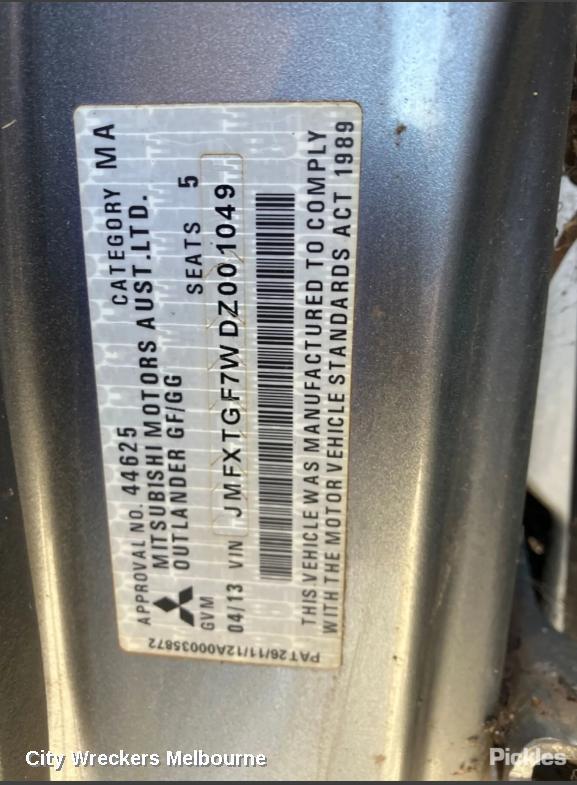 APPROVAL NO. 44625 CATEGORY MA
MITSUBISHI MOTORS AUST.LTD.
OUTLANDER GF/GG
GVM SEATS 5
04/13 VIN JMFXTGF7WDZ001049
THIS VEHICLE WAS MANUFACTURED TO COMPLY
WITH THE MOTOR VEHICLE STANDARDS ACT 1989
PAT26/11/12A00035872
City Wreckers Melbourne
Pickles